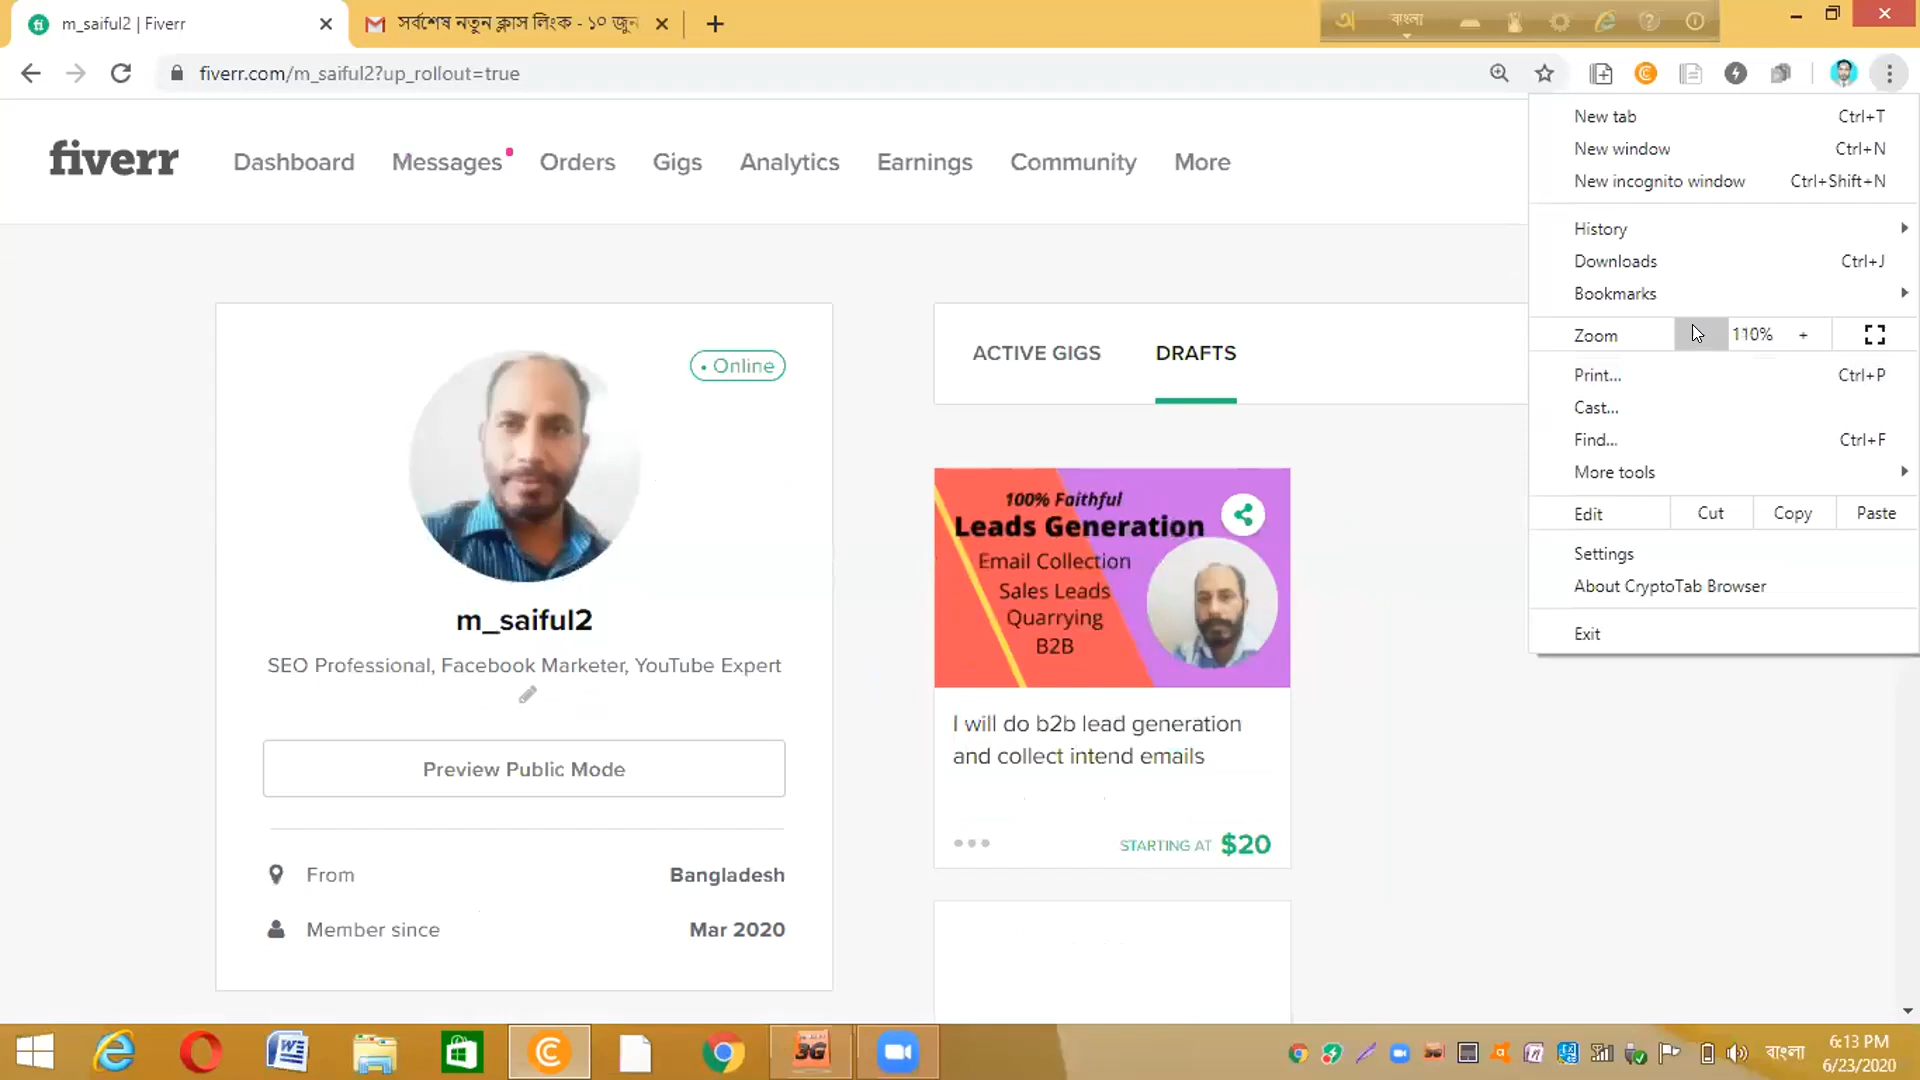 m_saiful2 | Fiverr
সর্বশেষ নতুন ক্লাস লিংক - ১০ জুন
অ
বাংলা
fiverr.com/m_saiful2?up_rollout=true
fiverr
Dashboard
Messages
Orders
Gigs
Analytics
Earnings
Community
More
New tab Ctrl+T
New window Ctrl+N
New incognito window Ctrl+Shift+N
History
Downloads Ctrl+J
Bookmarks
Zoom 110% +
Print... Ctrl+P
Cast...
Find... Ctrl+F
More tools
Edit Cut Copy Paste
Settings
About CryptoTab Browser
Exit
• Online
m_saiful2
SEO Professional, Facebook Marketer, YouTube Expert
Preview Public Mode
From Bangladesh
Member since Mar 2020
ACTIVE GIGS
DRAFTS
100% Faithful
Leads Generation
Email Collection
Sales Leads
Quarrying
B2B
I will do b2b lead generation
and collect intend emails
STARTING AT $20
3G
বাংলা
6:13 PM
6/23/2020